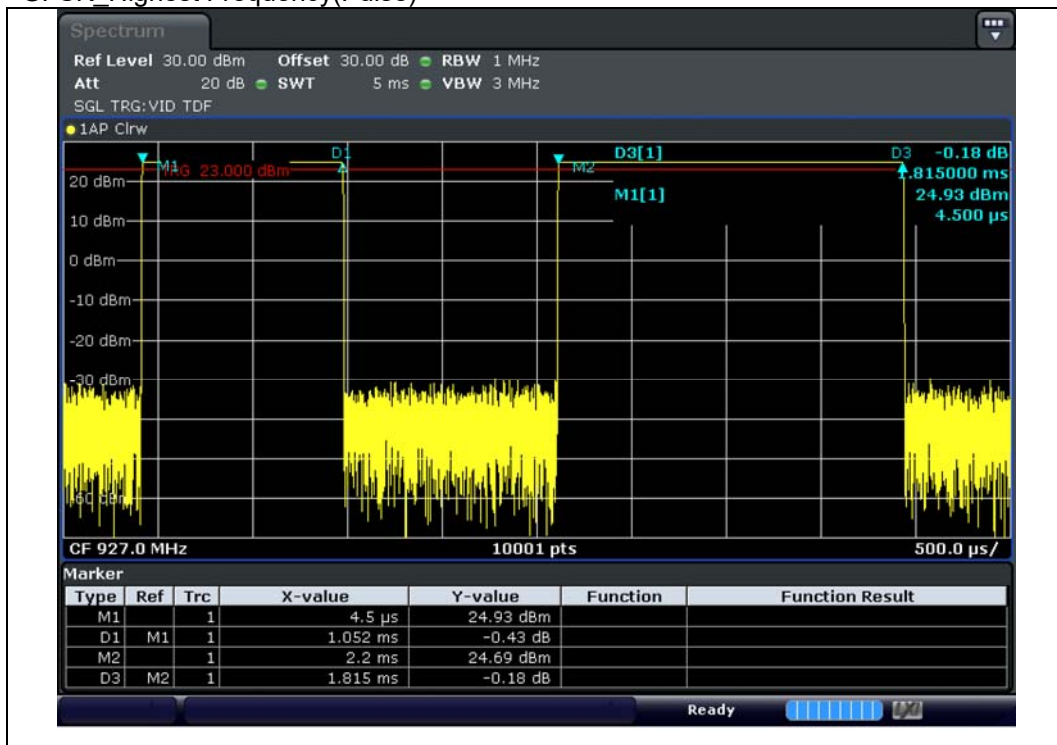 Spectrum
Ref Level 30.00 dBm Offset 30.00 dB RBW 1 MHz
Att 20 dB SWT 5 ms VBW 3 MHz
SGL TRG:VID TDF
1AP Clrw
M1 D1 M2 D3[1] D3 -0.18 dB
TRG 23.000 dBm 1.815000 ms
20 dBm
M1[1] 24.93 dBm
10 dBm 4.500 µs
0 dBm
-10 dBm
-20 dBm
-30 dBm
-60 dBm
CF 927.0 MHz 10001 pts 500.0 µs/
Marker
Type Ref Trc X-value Y-value Function Function Result
M1 1 4.5 µs 24.93 dBm
D1 M1 1 1.052 ms -0.43 dB
M2 1 2.2 ms 24.69 dBm
D3 M2 1 1.815 ms -0.18 dB
Ready LXI